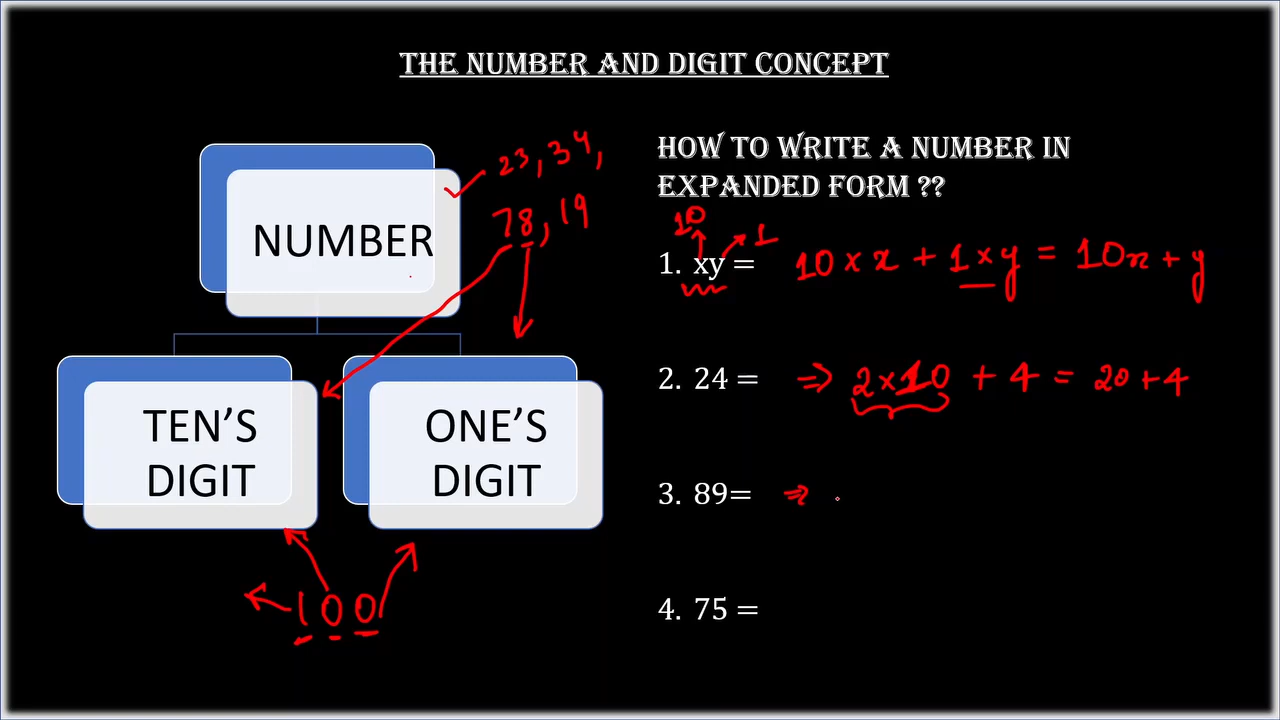 THE NUMBER AND DIGIT CONCEPT
NUMBER
23, 34,
78, 19
TEN'S
DIGIT
ONE'S
DIGIT
100
HOW TO WRITE A NUMBER IN
EXPANDED FORM ??
10
1
1. xy = 10 × x + 1 × y = 10x + y
2. 24 = ⇒ 2×10 + 4 = 20 + 4
3. 89= ⇒
4. 75 =